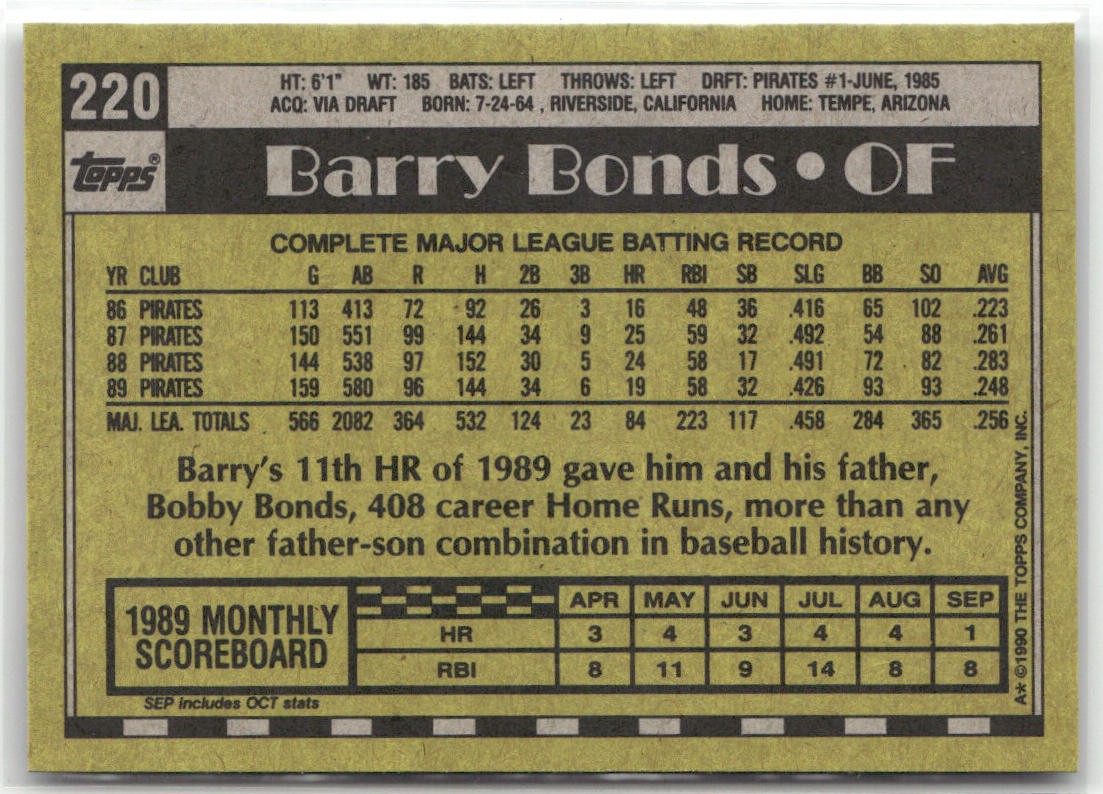 220
HT: 6'1" WT: 185 BATS: LEFT THROWS: LEFT DRFT: PIRATES #1-JUNE, 1985
ACQ: VIA DRAFT BORN: 7-24-64 , RIVERSIDE, CALIFORNIA HOME: TEMPE, ARIZONA
Topps®
Barry Bonds • OF
COMPLETE MAJOR LEAGUE BATTING RECORD
YR CLUB G AB R H 2B 3B HR RBI SB SLG BB SO AVG
86 PIRATES 113 413 72 92 26 3 16 48 36 .416 65 102 .223
87 PIRATES 150 551 99 144 34 9 25 59 32 .492 54 88 .261
88 PIRATES 144 538 97 152 30 5 24 58 17 .491 72 82 .283
89 PIRATES 159 580 96 144 34 6 19 58 32 .426 93 93 .248
MAJ. LEA. TOTALS 566 2082 364 532 124 23 84 223 117 .458 284 365 .256
Barry's 11th HR of 1989 gave him and his father,
Bobby Bonds, 408 career Home Runs, more than any
other father-son combination in baseball history.
1989 MONTHLY
SCOREBOARD
APR MAY JUN JUL AUG SEP
HR 3 4 3 4 4 1
RBI 8 11 9 14 8 8
SEP includes OCT stats
A* ©1990 THE TOPPS COMPANY, INC.